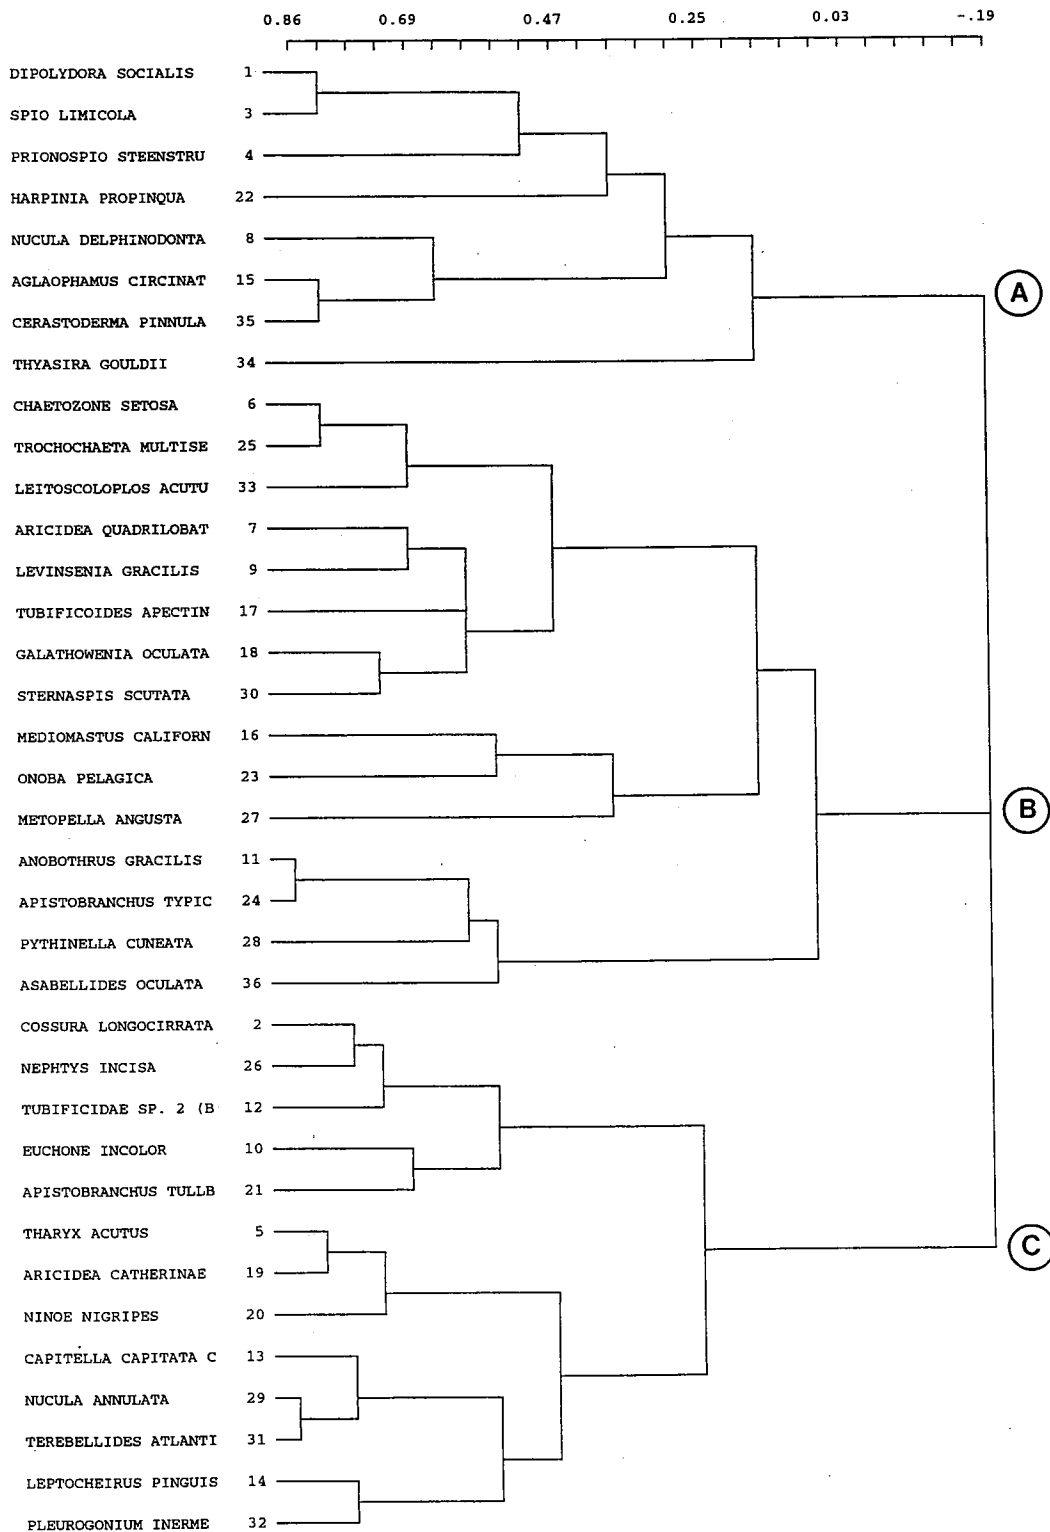 0.86 0.69 0.47 0.25 0.03 -.19
DIPOLYDORA SOCIALIS 1
SPIO LIMICOLA 3
PRIONOSPIO STEENSTRU 4
HARPINIA PROPINQUA 22
NUCULA DELPHINODONTA 8
AGLAOPHAMUS CIRCINAT 15
A
CERASTODERMA PINNULA 35
THYASIRA GOULDII 34
CHAETOZONE SETOSA 6
TROCHOCHAETA MULTISE 25
LEITOSCOLOPLOS ACUTU 33
ARICIDEA QUADRILOBAT 7
LEVINSENIA GRACILIS 9
TUBIFICOIDES APECTIN 17
GALATHOWENIA OCULATA 18
STERNASPIS SCUTATA 30
MEDIOMASTUS CALIFORN 16
ONOBA PELAGICA 23
B
METOPELLA ANGUSTA 27
ANOBOTHRUS GRACILIS 11
APISTOBRANCHUS TYPIC 24
PYTHINELLA CUNEATA 28
ASABELLIDES OCULATA 36
COSSURA LONGOCIRRATA 2
NEPHTYS INCISA 26
TUBIFICIDAE SP. 2 (B 12
EUCHONE INCOLOR 10
APISTOBRANCHUS TULLB 21
THARYX ACUTUS 5
C
ARICIDEA CATHERINAE 19
NINOE NIGRIPES 20
CAPITELLA CAPITATA C 13
NUCULA ANNULATA 29
TEREBELLIDES ATLANTI 31
LEPTOCHEIRUS PINGUIS 14
PLEUROGONIUM INERME 32